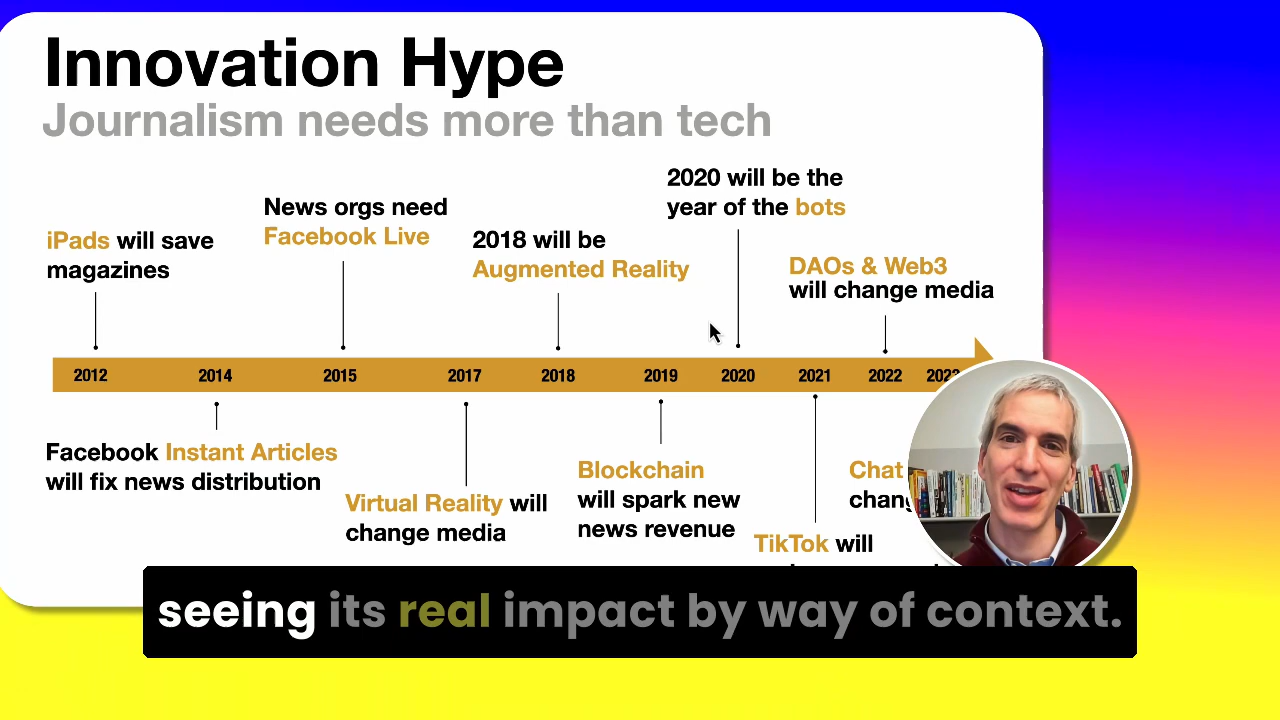 Innovation Hype
Journalism needs more than tech
2020 will be the
year of the bots
News orgs need
Facebook Live
iPads will save
magazines
2018 will be
Augmented Reality
DAOs & Web3
will change media
2012 2014 2015 2017 2018 2019 2020 2021 2022
Facebook Instant Articles
will fix news distribution
Virtual Reality will
change media
Blockchain
will spark new
news revenue
Chat
TikTok will
seeing its real impact by way of context.